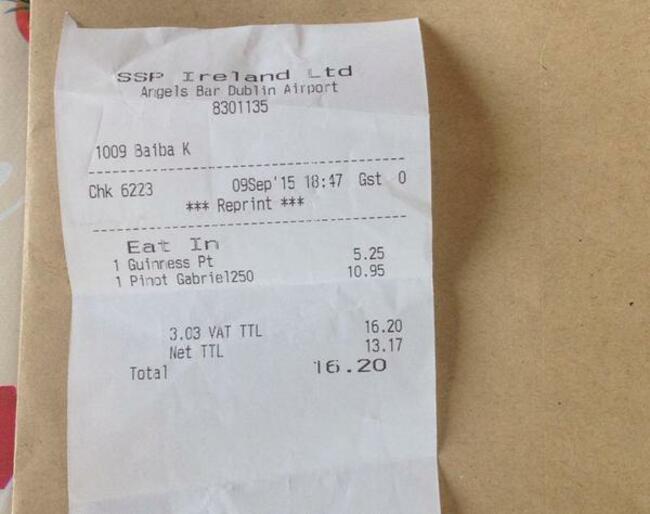 SSP Ireland Ltd
Angels Bar Dublin Airport
8301135
1009 Baiba K
Chk 6223 09Sep'15 18:47 Gst 0
*** Reprint ***
Eat In
1 Guinness Pt 5.25
1 Pinot Gabriel250 10.95
3.03 VAT TTL 16.20
Net TTL 13.17
Total 16.20